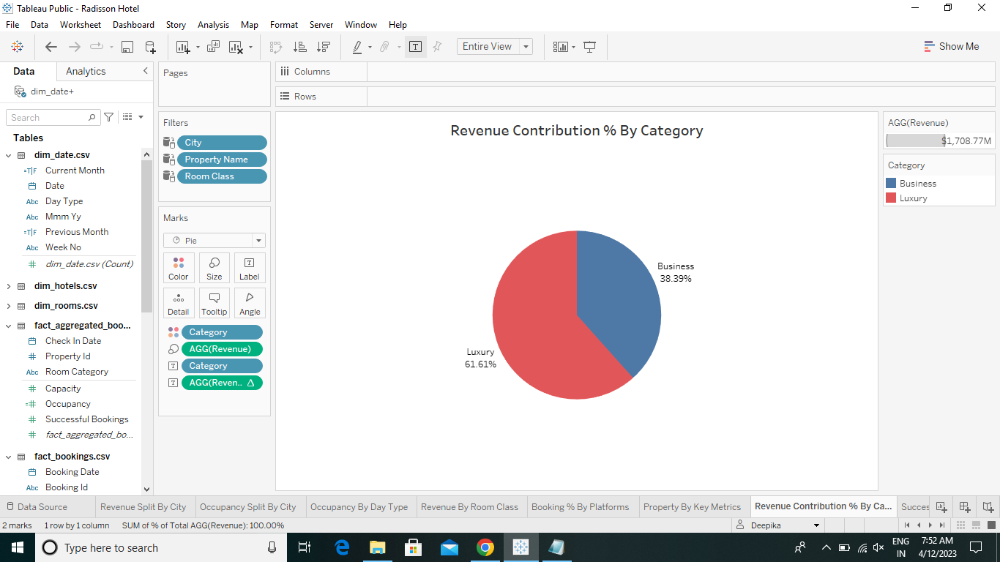 Tableau Public - Radisson Hotel
File Data Worksheet Dashboard Story Analysis Map Format Server Window Help
Entire View
Show Me
Data Analytics
dim_date+
Search
Tables
dim_date.csv
=T|F Current Month
Date
Abc Day Type
Abc Mmm Yy
=T|F Previous Month
Abc Week No
# dim_date.csv (Count)
dim_hotels.csv
dim_rooms.csv
fact_aggregated_boo...
Check In Date
# Property Id
Abc Room Category
# Capacity
=# Occupancy
# Successful Bookings
# fact_aggregated_bo...
fact_bookings.csv
Booking Date
Abc Booking Id
Pages
Filters
City
Property Name
Room Class
Marks
Pie
Color Size T Label
Detail Tooltip Angle
Category
AGG(Revenue)
T Category
T AGG(Reven.. Δ
Columns
Rows
Revenue Contribution % By Category
Business
38.39%
Luxury
61.61%
AGG(Revenue)
$1,708.77M
Category
Business
Luxury
Data Source Revenue Split By City Occupancy Split By City Occupancy By Day Type Revenue By Room Class Booking % By Platforms Property By Key Metrics Revenue Contribution % By Ca... Succes
2 marks 1 row by 1 column SUM of % of Total AGG(Revenue): 100.00% Deepika
Type here to search
ENG
IN
7:52 AM
4/12/2023